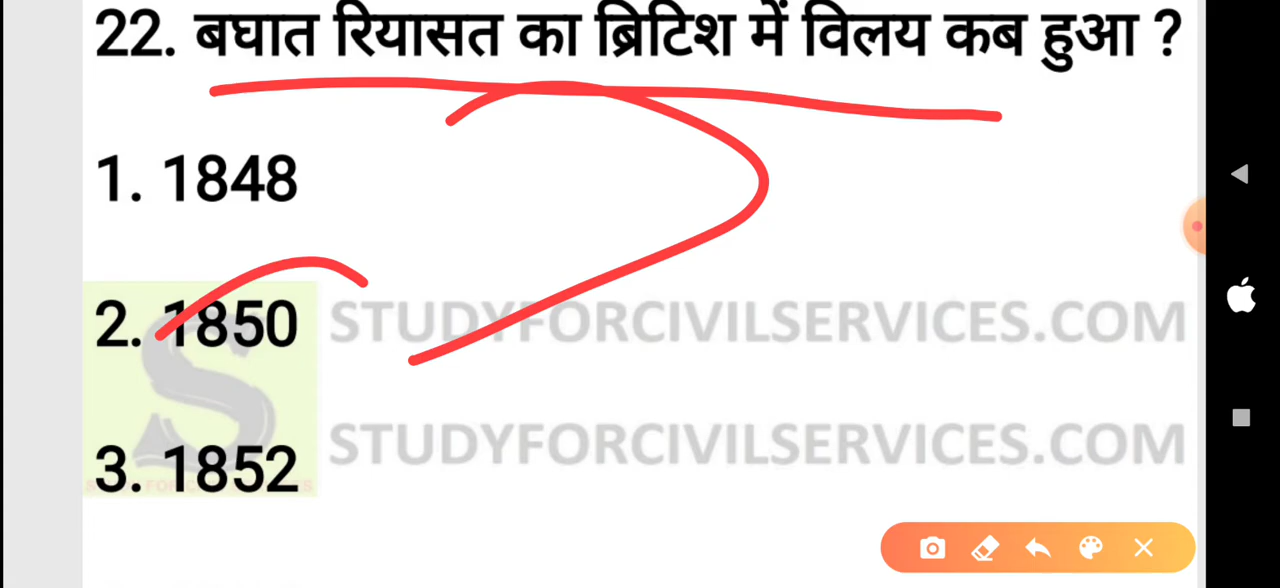 22. बघात रियासत का ब्रिटिश में विलय कब हुआ ?
1. 1848
2. 1850
STUDYFORCIVILSERVICES.COM
3. 1852
STUDYFORCIVILSERVICES.COM